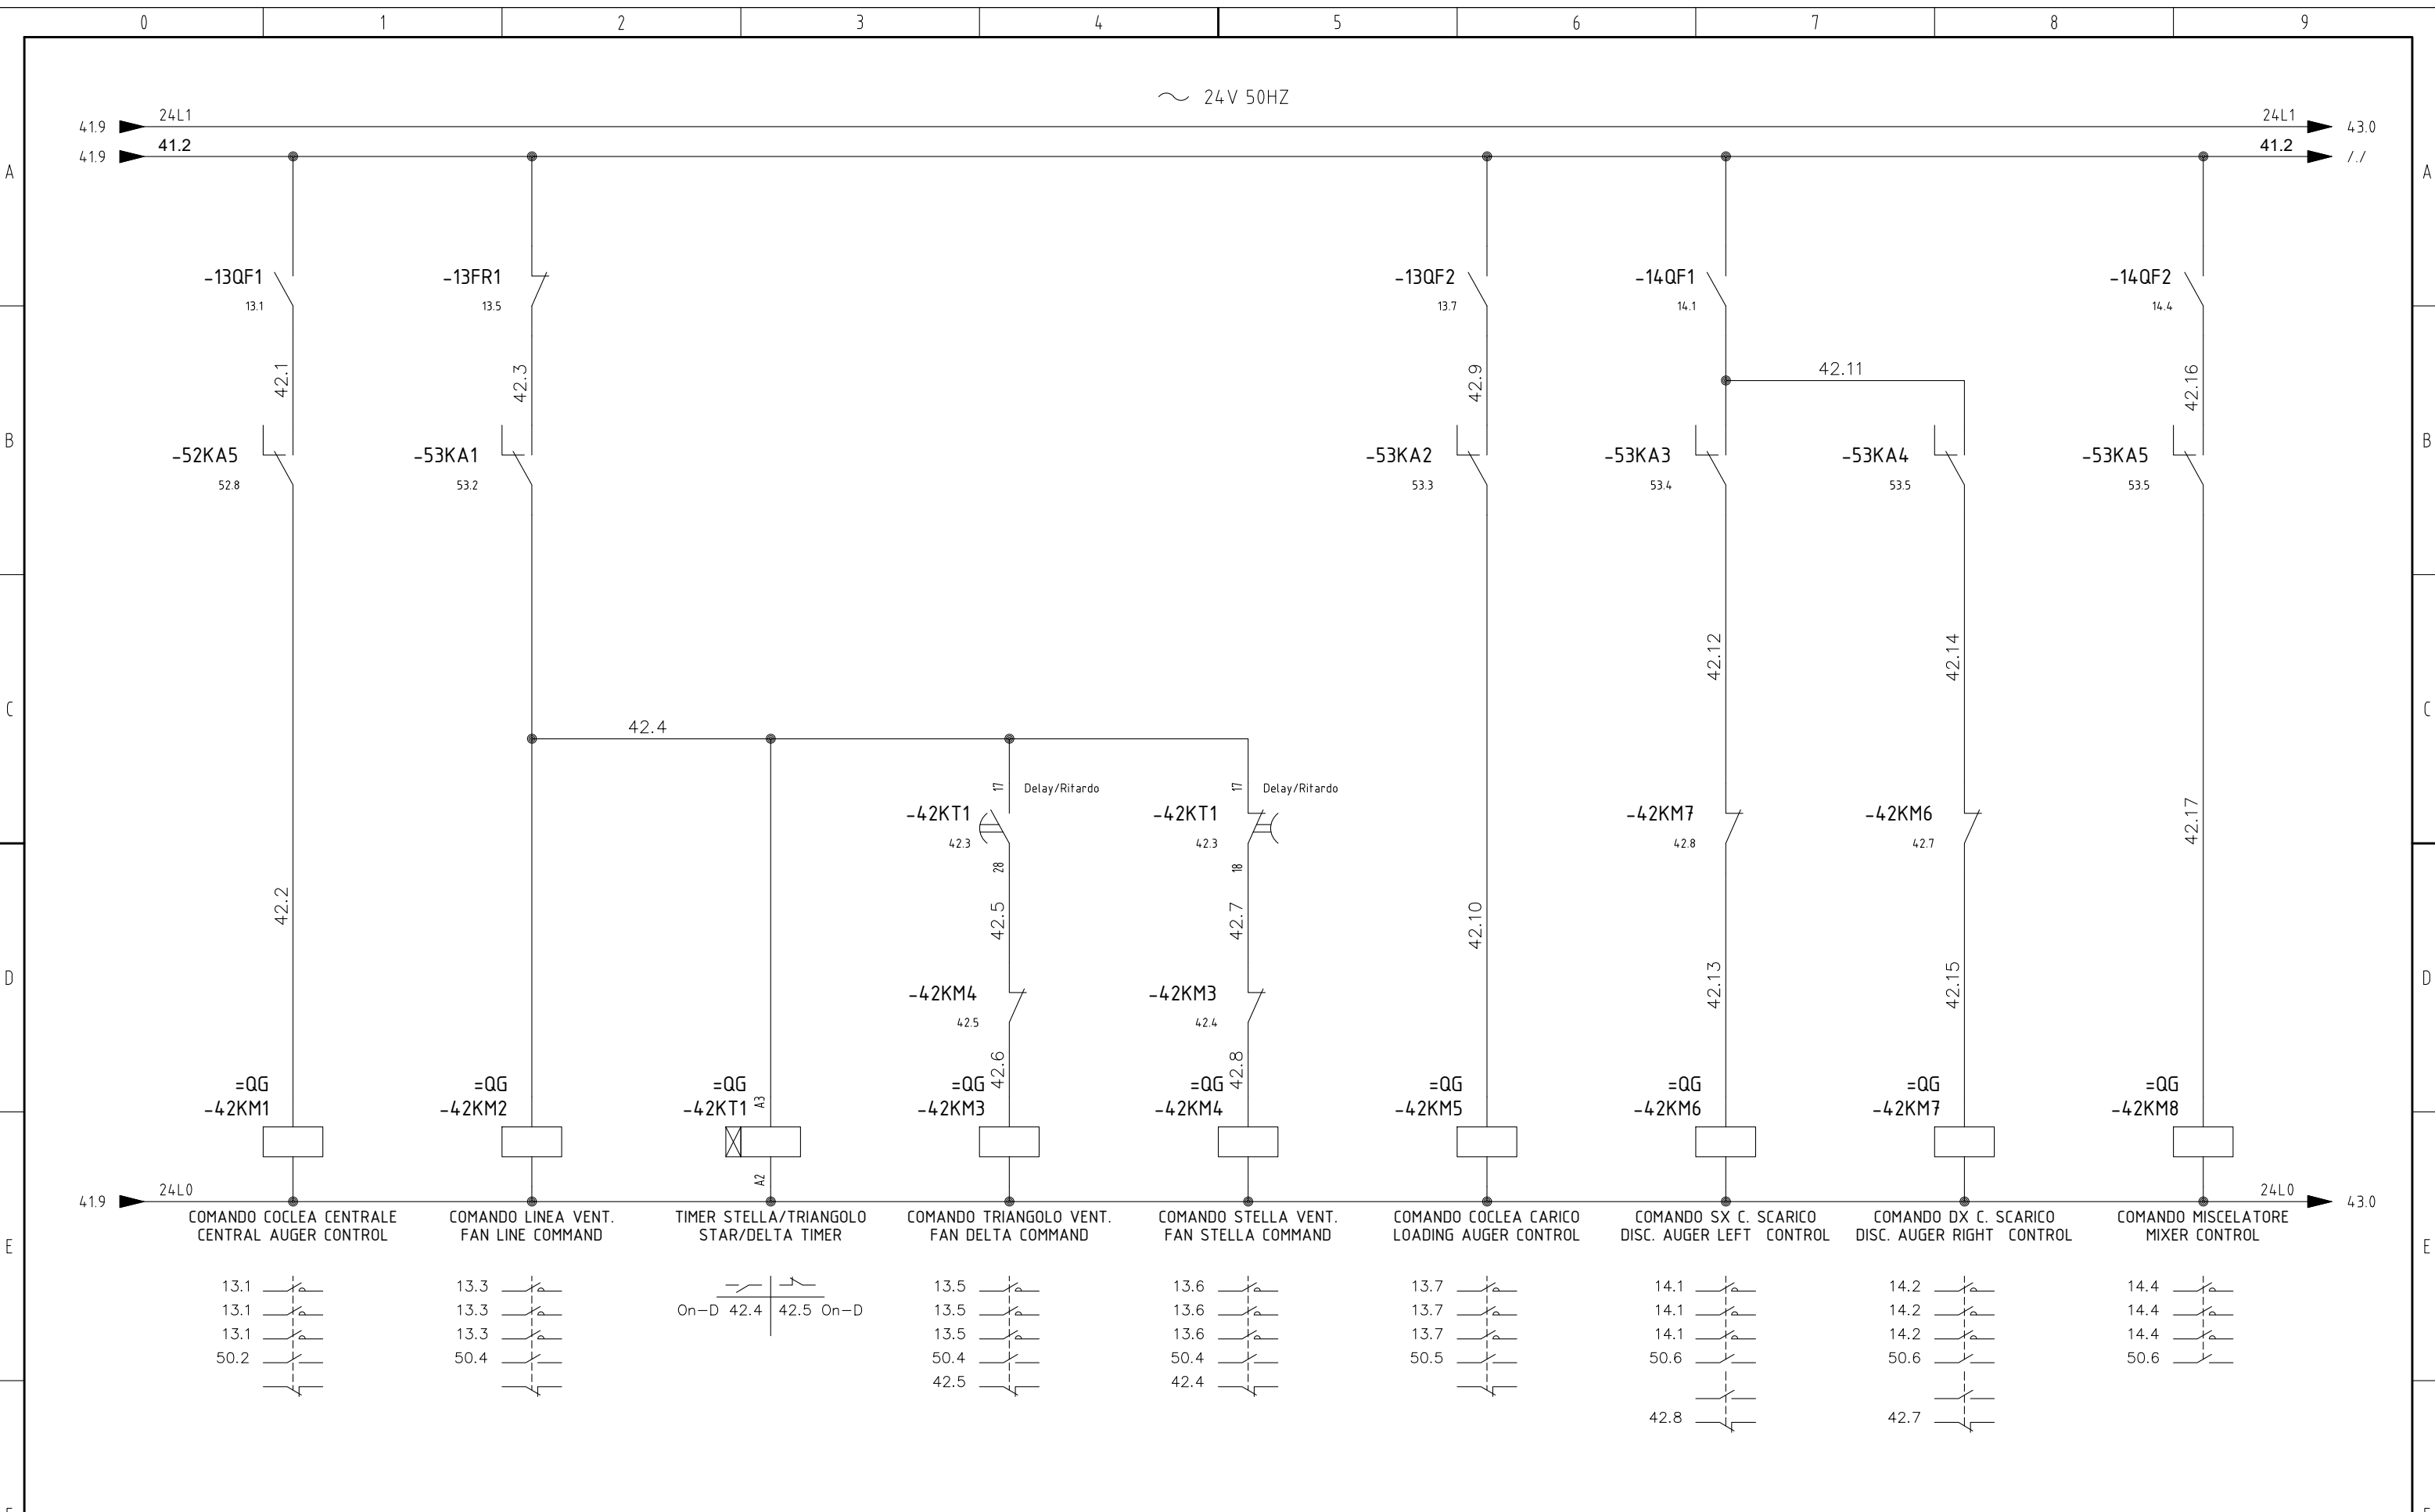 0 1 2 3 4 5 6 7 8 9
24V 50HZ
41.9 24L1 24L1 43.0
41.9 41.2 41.2 /./
A A
-13QF1 -13FR1 -13QF2 -14QF1 -14QF2
13.1 13.5 13.7 14.1 14.4
42.1 42.3 42.9 42.11 42.16
B B
-52KA5 -53KA1 -53KA2 -53KA3 -53KA4 -53KA5
52.8 53.2 53.3 53.4 53.5 53.5
42.12 42.14
C C
42.4
17 Delay/Ritardo 17 Delay/Ritardo
-42KT1 -42KT1 -42KM7 -42KM6
42.3 42.3 42.8 42.7
42.17
28 18
42.2 42.5 42.7 42.10
D D
42.13 42.15
-42KM4 -42KM3
42.5 42.4
42.6 42.8
=QG =QG =QG =QG =QG =QG =QG =QG =QG
-42KM1 -42KM2 -42KT1 A3 -42KM3 -42KM4 -42KM5 -42KM6 -42KM7 -42KM8
A2
41.9 24L0 24L0 43.0
COMANDO COCLEA CENTRALE COMANDO LINEA VENT. TIMER STELLA/TRIANGOLO COMANDO TRIANGOLO VENT. COMANDO STELLA VENT. COMANDO COCLEA CARICO COMANDO SX C. SCARICO COMANDO DX C. SCARICO COMANDO MISCELATORE
CENTRAL AUGER CONTROL FAN LINE COMMAND STAR/DELTA TIMER FAN DELTA COMMAND FAN STELLA COMMAND LOADING AUGER CONTROL DISC. AUGER LEFT CONTROL DISC. AUGER RIGHT CONTROL MIXER CONTROL
E E
13.1 13.3 13.5 13.6 13.7 14.1 14.2 14.4
13.1 13.3 On-D 42.4 42.5 On-D 13.5 13.6 13.7 14.1 14.2 14.4
13.1 13.3 13.5 13.6 13.7 14.1 14.2 14.4
50.2 50.4 50.4 50.4 50.5 50.6 50.6 50.6
42.5 42.4
42.8 42.7